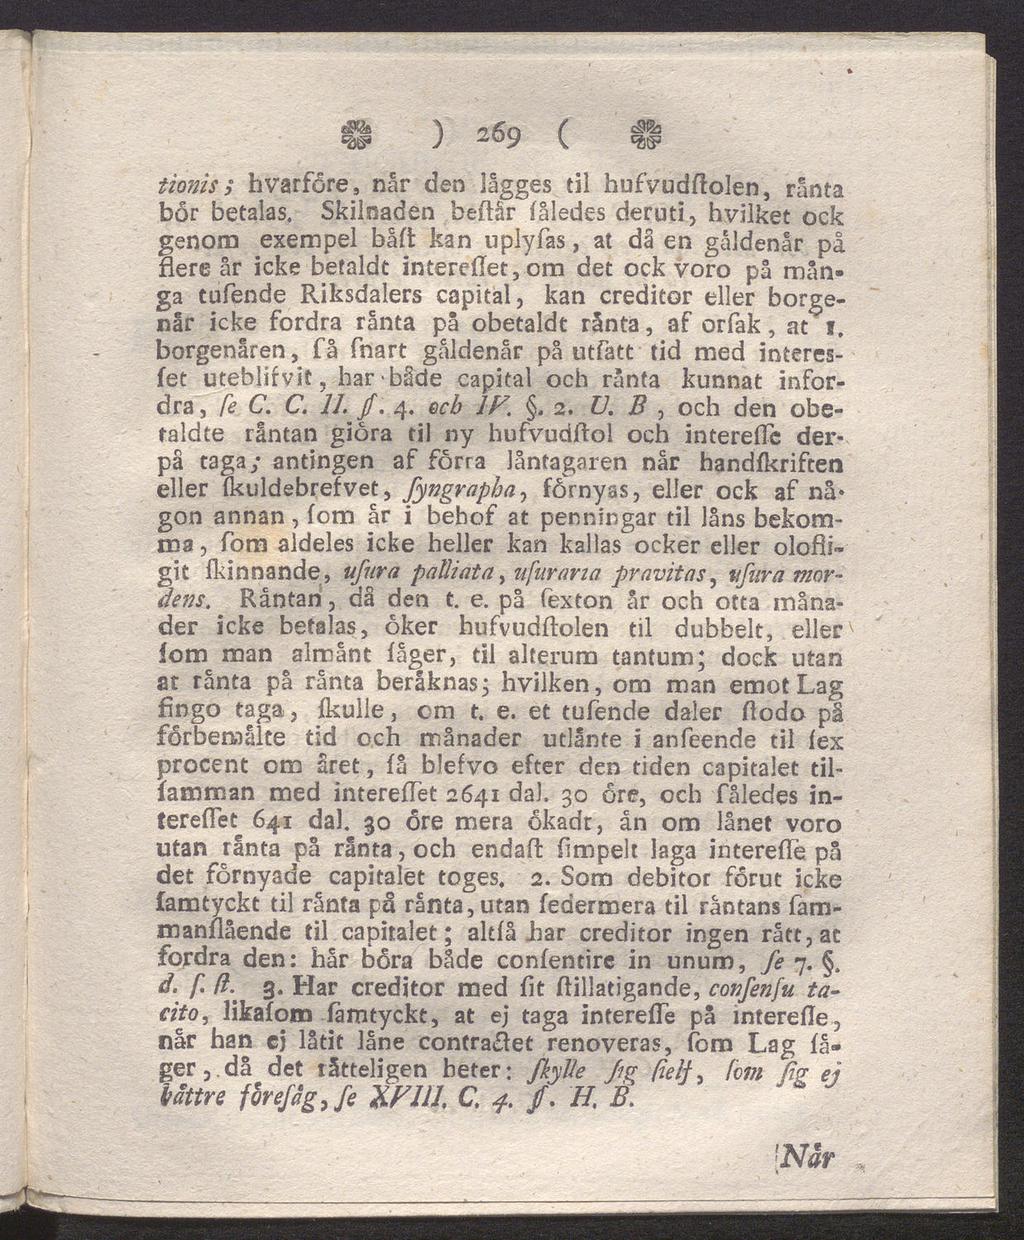 ) 269 (
tionis; hvarföre, når den lågges til hufvudſtolen, rånta
bör betalas. Skilnaden beſtår ſåledes deruti, hvilket ock
genom exempel båſt kan uplyſas, at då en gåldenår på
flere år icke betaldt intereſſet, om det ock voro på mån-
ga tuſende Riksdalers capital, kan creditor eller borge-
når icke fordra rånta på obetaldt rånta, af orſak, at 1.
borgenåren, ſå ſnart gåldenår på utſatt tid med interes-
ſet uteblifvit, har både capital och rånta kunnat infor-
dra, ſe C. C. II. ſ. 4. och IV. §. 2. U. B, och den obe-
taldte råntan giöra til ny hufvudſtol och intereſſe der-
på taga; antingen af förra låntagaren når handſkriften
eller ſkuldebrefvet, ſyngrapha, förnyas, eller ock af nå-
gon annan, ſom år i behof at penningar til låns bekom-
ma, ſom aldeles icke heller kan kallas ocker eller olofli-
git ſkinnande, uſura palliata, uſuraria pravitas, uſura mor-
dens. Råntan, då den t. e. på ſexton år och otta måna-
der icke betalas, öker hufvudſtolen til dubbelt, eller
ſom man almånt ſåger, til alterum tantum; dock utan
at rånta på rånta beråknas; hvilken, om man emot Lag
fingo taga, ſkulle, om t. e. et tuſende daler ſtodo på
förbemålte tid och månader utlånte i anſeende til ſex
procent om året, ſå blefvo efter den tiden capitalet til-
ſamman med intereſſet 2641 dal. 30 öre, och ſåledes in-
tereſſet 641 dal. 30 öre mera ökadt, ån om lånet voro
utan rånta på rånta, och endaſt ſimpelt laga intereſſe på
det förnyade capitalet toges. 2. Som debitor förut icke
ſamtyckt til rånta på rånta, utan ſedermera til råntans ſam-
manſlående til capitalet; altſå har creditor ingen rått, at
fordra den: hår böra både conſentire in unum, ſe 7. §.
d. ſ. ſt. 3. Har creditor med ſit ſtillatigande, conſenſu ta-
cito, likaſom ſamtyckt, at ej taga intereſſe på intereſſe,
når han ej låtit låne contractet renoveras, ſom Lag ſå-
ger, då det råtteligen heter: ſkylle ſig ſielf, ſom ſig ej
båttre föreſåg, ſe XVIII. C. 4. ſ. H. B.
Når